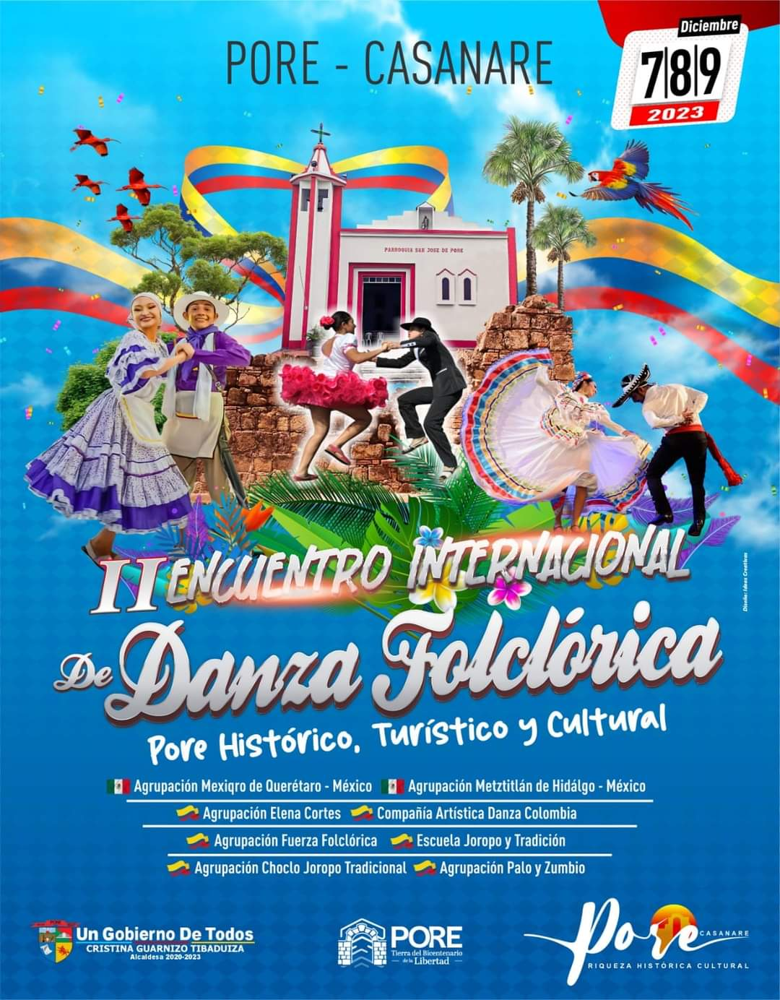 PORE - CASANARE
Diciembre
7|8|9
2023
PARROQUIA SAN JOSE DE PORE
II ENCUENTRO INTERNACIONAL
De Danza Folclórica
Pore Histórico, Turístico y Cultural
Diseño: Ideas Creativas
Agrupación Mexiqro de Querétaro - México Agrupación Metztitlán de Hidálgo - México
Agrupación Elena Cortes Compañía Artística Danza Colombia
Agrupación Fuerza Folclórica Escuela Joropo y Tradición
Agrupación Choclo Joropo Tradicional Agrupación Palo y Zumbio
Un Gobierno De Todos
CRISTINA GUARNIZO TIBADUIZA
Alcaldesa 2020-2023
PORE
Tierra del Bicentenario
de la Libertad
Pore
CASANARE
RIQUEZA HISTÓRICA CULTURAL